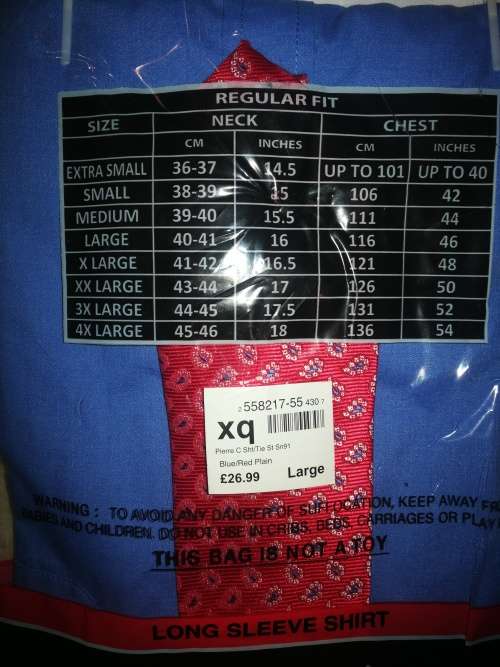 REGULAR FIT
SIZE NECK CHEST
CM INCHES CM INCHES
EXTRA SMALL 36-37 14.5 UP TO 101 UP TO 40
SMALL 38-39 15 106 42
MEDIUM 39-40 15.5 111 44
LARGE 40-41 16 116 46
X LARGE 41-42 16.5 121 48
XX LARGE 43-44 17 126 50
3X LARGE 44-45 17.5 131 52
4X LARGE 45-46 18 136 54
2 558217-55 430 7
xq
Pierre C Sht/Tie St Sn91
Blue/Red Plain
£26.99 Large
WARNING : TO AVOID ANY DANGER OF SUFFOCATION, KEEP AWAY
BABIES AND CHILDREN. DO NOT USE IN CRIBS, BEDS, CARRIAGES OR
THIS BAG IS NOT A TOY
LONG SLEEVE SHIRT